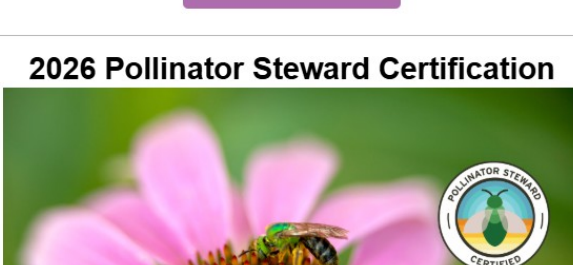 2026 Pollinator Steward Certification
POLLINATOR STEWARD
CERTIFIED